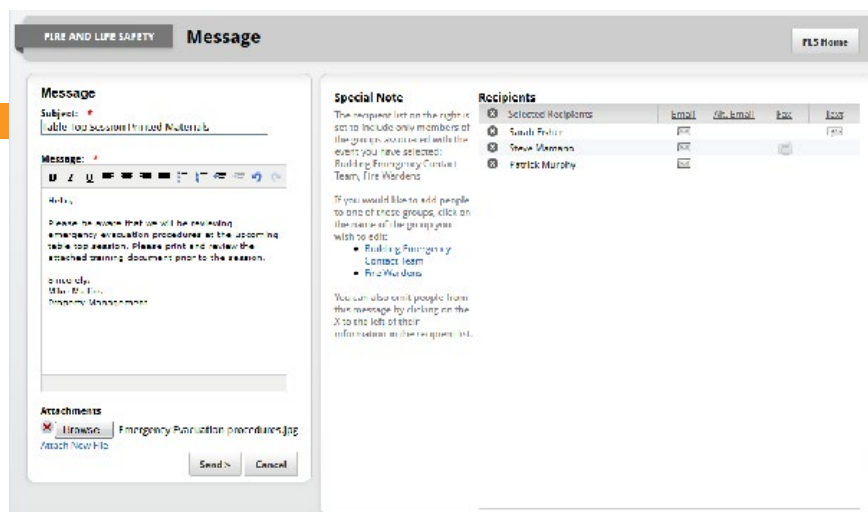 FIRE AND LIFE SAFETY
Message
FLS Home
Message
Subject: *
Table Top Session Printed Materials
Message: *
B I U
Hello,
Please be aware that we will be reviewing
emergency evacuation procedures at the upcoming
table top session. Please print and review the
attached training document prior to the session.
Sincerely,
Property Management
Attachments
Browse Emergency Evacuation procedures.jpg
Attach New File
Send >
Cancel
Special Note
The recipient list on the right is
set to include only members of
the groups associated with the
event you have selected:
Building Emergency Contact
Team, Fire Wardens
If you would like to add people
to one of these groups, click on
the name of the group you
wish to edit:
• Building Emergency
Contact Team
• Fire Wardens
You can also omit people from
this message by clicking on the
X to the left of their
information in the recipient list.
Recipients
Selected Recipients Email Alt. Email Fax Text
Sarah Fisher
Steve
Patrick Murphy